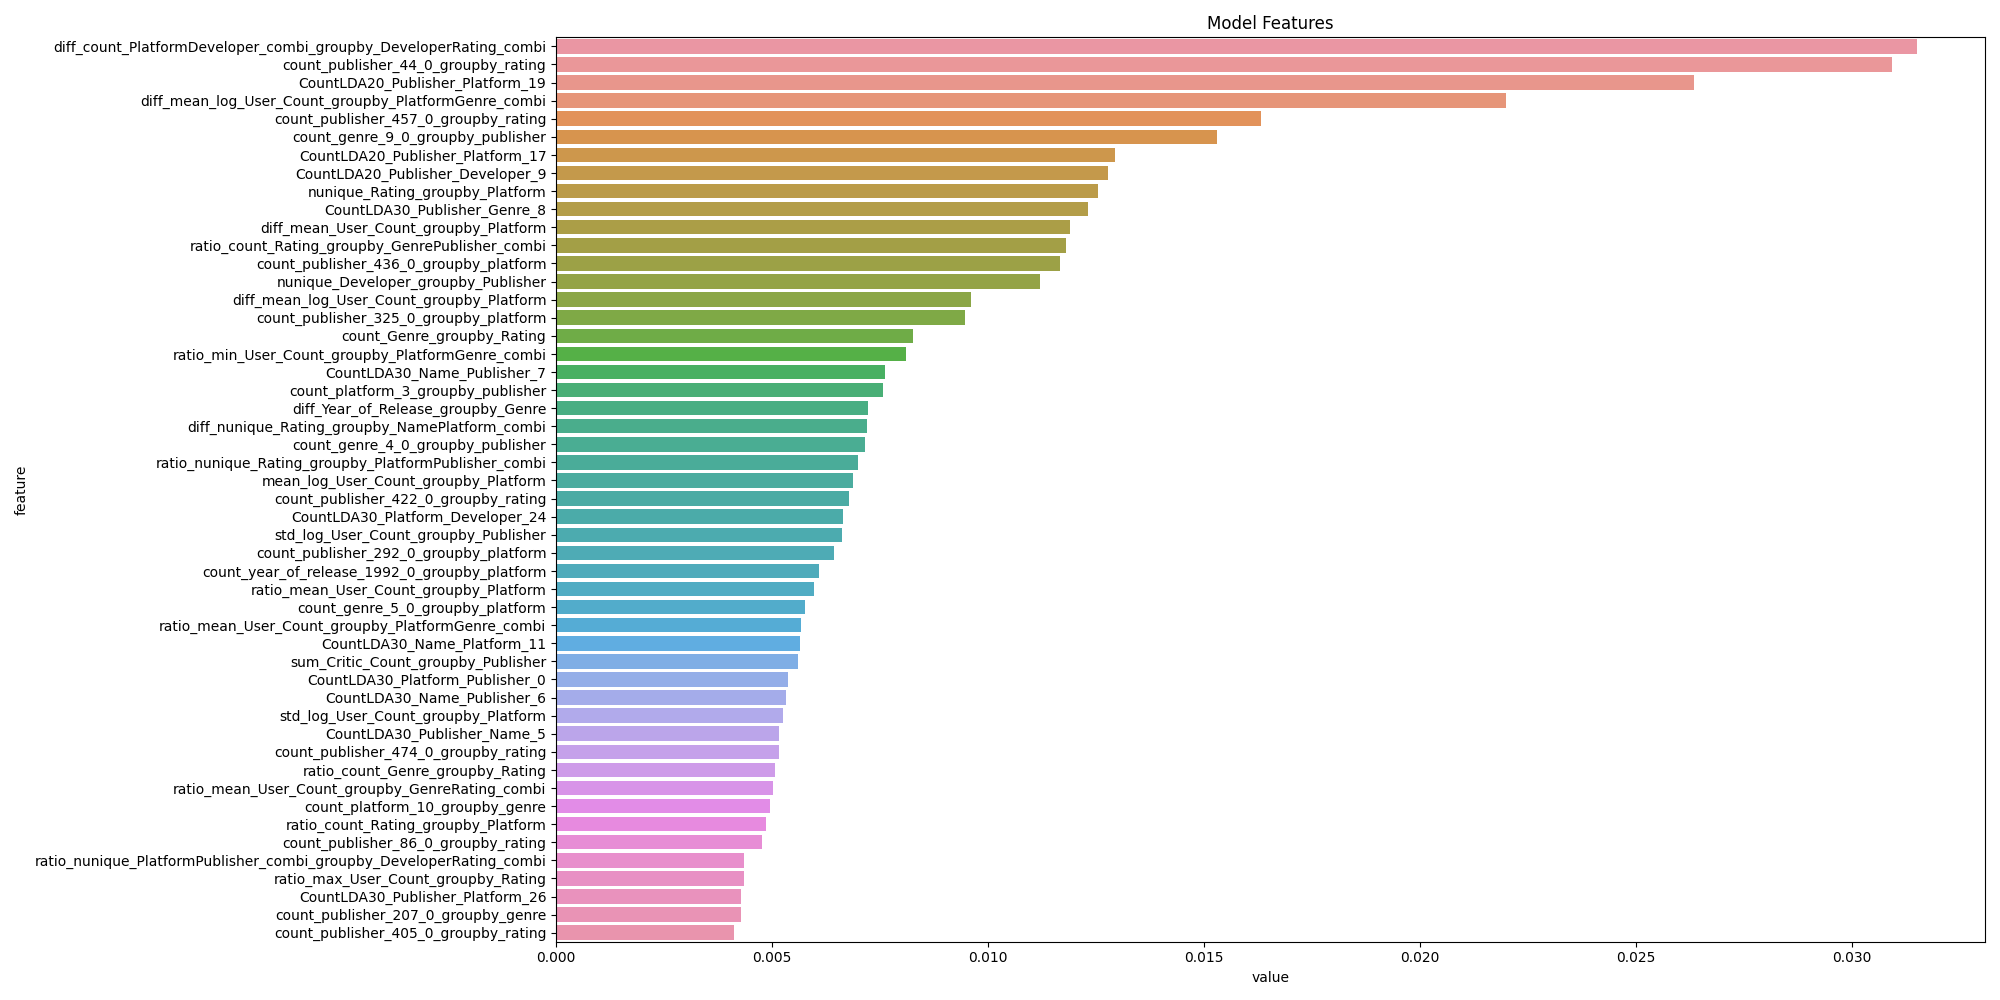 Model Features
diff_count_PlatformDeveloper_combi_groupby_DeveloperRating_combi
count_publisher_44_0_groupby_rating
CountLDA20_Publisher_Platform_19
diff_mean_log_User_Count_groupby_PlatformGenre_combi
count_publisher_457_0_groupby_rating
count_genre_9_0_groupby_publisher
CountLDA20_Publisher_Platform_17
CountLDA20_Publisher_Developer_9
nunique_Rating_groupby_Platform
CountLDA30_Publisher_Genre_8
diff_mean_User_Count_groupby_Platform
ratio_count_Rating_groupby_GenrePublisher_combi
count_publisher_436_0_groupby_platform
nunique_Developer_groupby_Publisher
diff_mean_log_User_Count_groupby_Platform
count_publisher_325_0_groupby_platform
count_Genre_groupby_Rating
ratio_min_User_Count_groupby_PlatformGenre_combi
CountLDA30_Name_Publisher_7
count_platform_3_groupby_publisher
diff_Year_of_Release_groupby_Genre
diff_nunique_Rating_groupby_NamePlatform_combi
count_genre_4_0_groupby_publisher
ratio_nunique_Rating_groupby_PlatformPublisher_combi
mean_log_User_Count_groupby_Platform
count_publisher_422_0_groupby_rating
CountLDA30_Platform_Developer_24
std_log_User_Count_groupby_Publisher
count_publisher_292_0_groupby_platform
count_year_of_release_1992_0_groupby_platform
ratio_mean_User_Count_groupby_Platform
count_genre_5_0_groupby_platform
ratio_mean_User_Count_groupby_PlatformGenre_combi
CountLDA30_Name_Platform_11
sum_Critic_Count_groupby_Publisher
CountLDA30_Platform_Publisher_0
CountLDA30_Name_Publisher_6
std_log_User_Count_groupby_Platform
CountLDA30_Publisher_Name_5
count_publisher_474_0_groupby_rating
ratio_count_Genre_groupby_Rating
ratio_mean_User_Count_groupby_GenreRating_combi
count_platform_10_groupby_genre
ratio_count_Rating_groupby_Platform
count_publisher_86_0_groupby_rating
ratio_nunique_PlatformPublisher_combi_groupby_DeveloperRating_combi
ratio_max_User_Count_groupby_Rating
CountLDA30_Publisher_Platform_26
count_publisher_207_0_groupby_genre
count_publisher_405_0_groupby_rating
feature
0.000 0.005 0.010 0.015 0.020 0.025 0.030
value